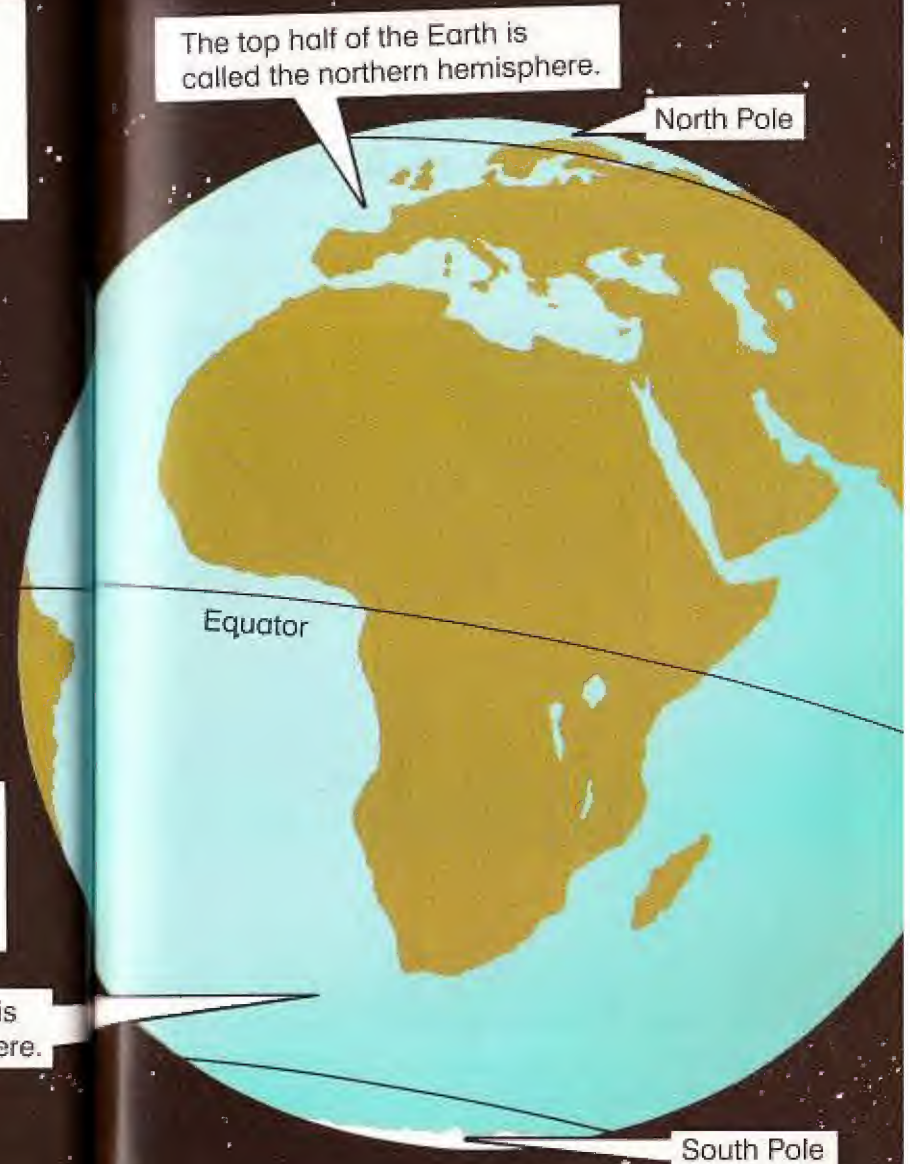 The top half of the Earth is
called the northern hemisphere.
North Pole
Equator
is
ere.
South Pole